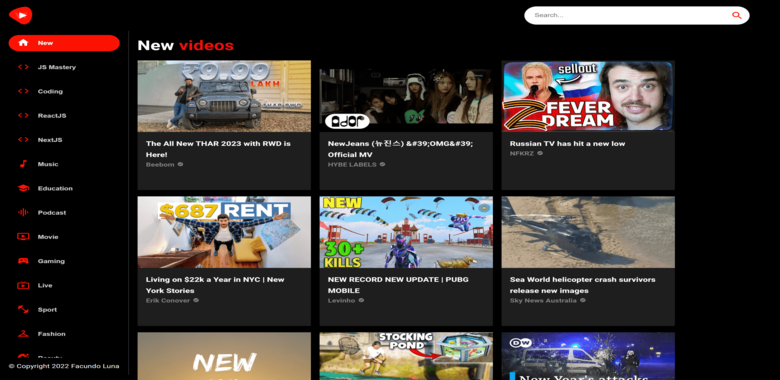 Search...
New
JS Mastery
Coding
ReactJS
NextJS
Music
Education
Podcast
Movie
Gaming
Live
Sport
Fashion
© Copyright 2022 Facundo Luna
New videos
₹9.99
LAKH
The All New THAR 2023 with RWD is
Here!
Beebom
ador
NewJeans (뉴진스) &#39;OMG&#39;
Official MV
HYBE LABELS
sellout
Z FEVER
DREAM
Russian TV has hit a new low
NFKRZ
$687 RENT
Living on $22k a Year in NYC | New
York Stories
Erik Conover
NEW
30+
KILLS
NEW RECORD NEW UPDATE | PUBG
MOBILE
Levinho
Sea World helicopter crash survivors
release new images
Sky News Australia
NEW
STOCKING
POND
DW
New Year's attacks